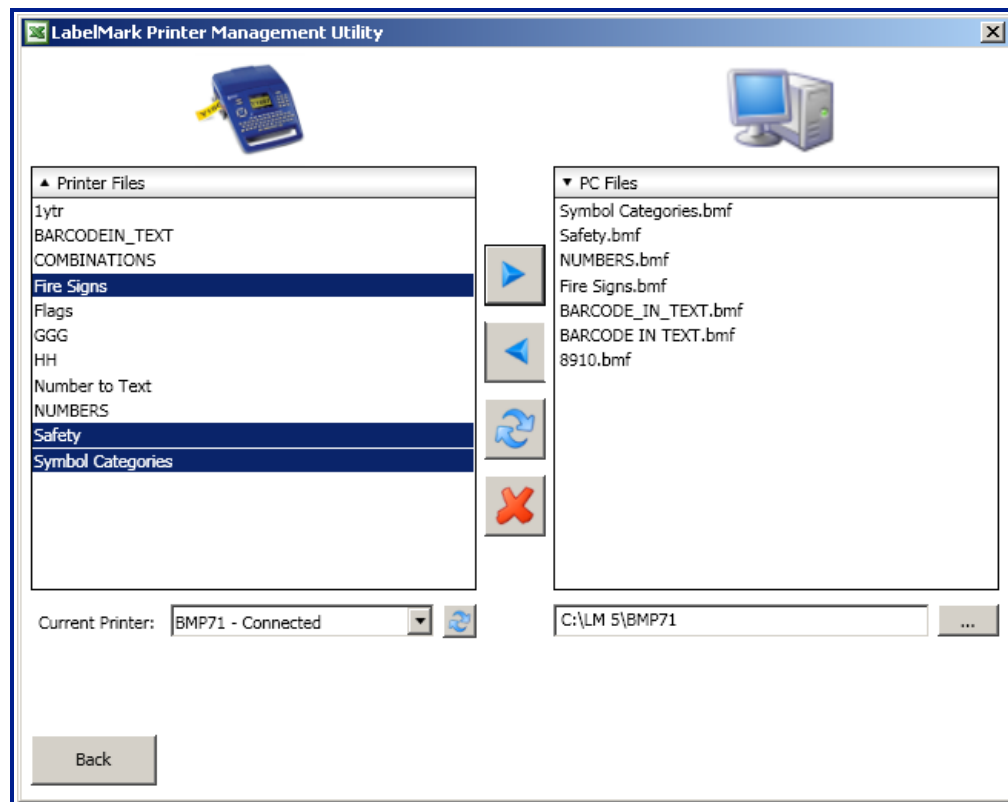 LabelMark Printer Management Utility
▲ Printer Files
1ytr
BARCODEIN_TEXT
COMBINATIONS
Fire Signs
Flags
GGG
HH
Number to Text
NUMBERS
Safety
Symbol Categories
▼ PC Files
Symbol Categories.bmf
Safety.bmf
NUMBERS.bmf
Fire Signs.bmf
BARCODE_IN_TEXT.bmf
BARCODE IN TEXT.bmf
8910.bmf
Current Printer: BMP71 - Connected
C:\LM 5\BMP71
...
Back